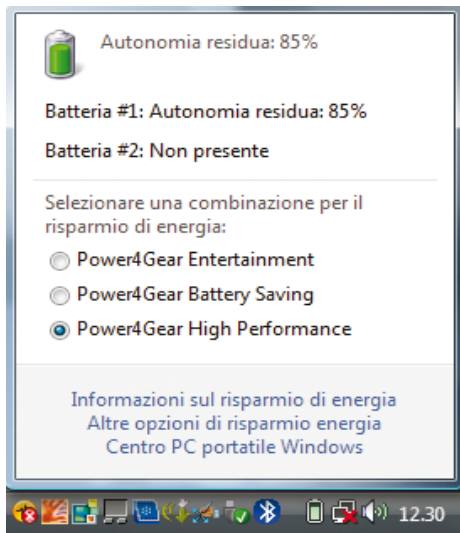 Autonomia residua: 85%
Batteria #1: Autonomia residua: 85%
Batteria #2: Non presente
Selezionare una combinazione per il
risparmio di energia:
Power4Gear Entertainment
Power4Gear Battery Saving
Power4Gear High Performance
Informazioni sul risparmio di energia
Altre opzioni di risparmio energia
Centro PC portatile Windows
12.30